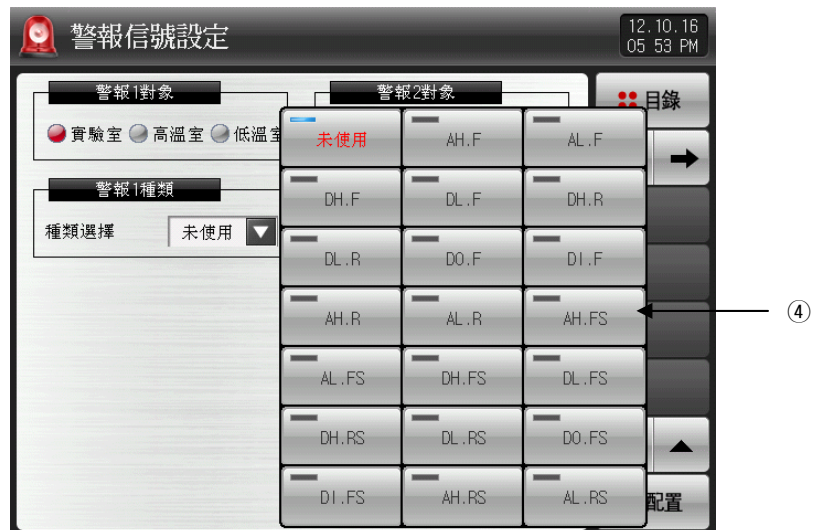 警報信號設定
12.10.16
05 53 PM
警報1對象
警報2對象
目錄
實驗室 高溫室 低溫室
警報1種類
種類選擇 未使用
未使用 AH.F AL.F
DH.F DL.F DH.R
DL.R DO.F DI.F
AH.R AL.R AH.FS
④
AL.FS DH.FS DL.FS
DH.RS DL.RS DO.FS
DI.FS AH.RS AL.RS
配置